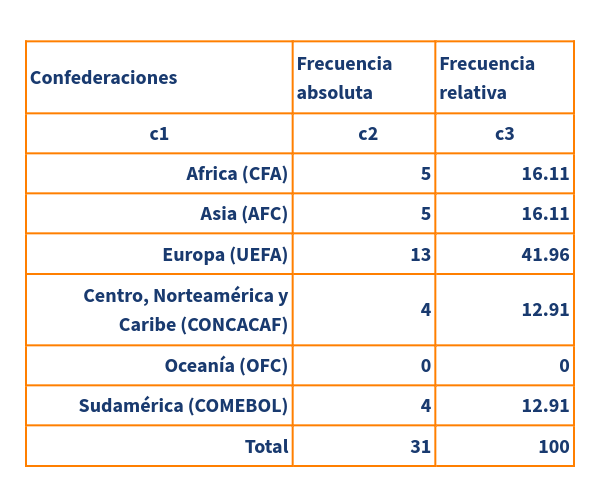 Confederaciones
Frecuencia
absoluta
Frecuencia
relativa
c1
c2
c3
Africa (CFA)
5
16.11
Asia (AFC)
5
16.11
Europa (UEFA)
13
41.96
Centro, Norteamérica y
Caribe (CONCACAF)
4
12.91
Oceanía (OFC)
0
0
Sudamérica (COMEBOL)
4
12.91
Total
31
100